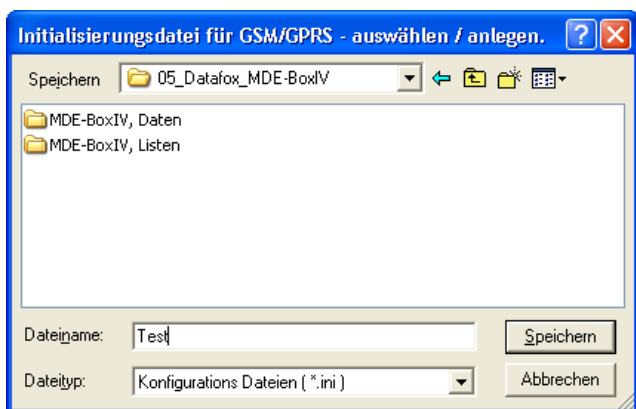 Initialisierungsdatei für GSM/GPRS - auswählen / anlegen.
Speichern 05_Datafox_MDE-BoxIV
MDE-BoxIV, Daten
MDE-BoxIV, Listen
Dateiname: Test Speichern
Dateityp: Konfigurations Dateien ( *.ini ) Abbrechen